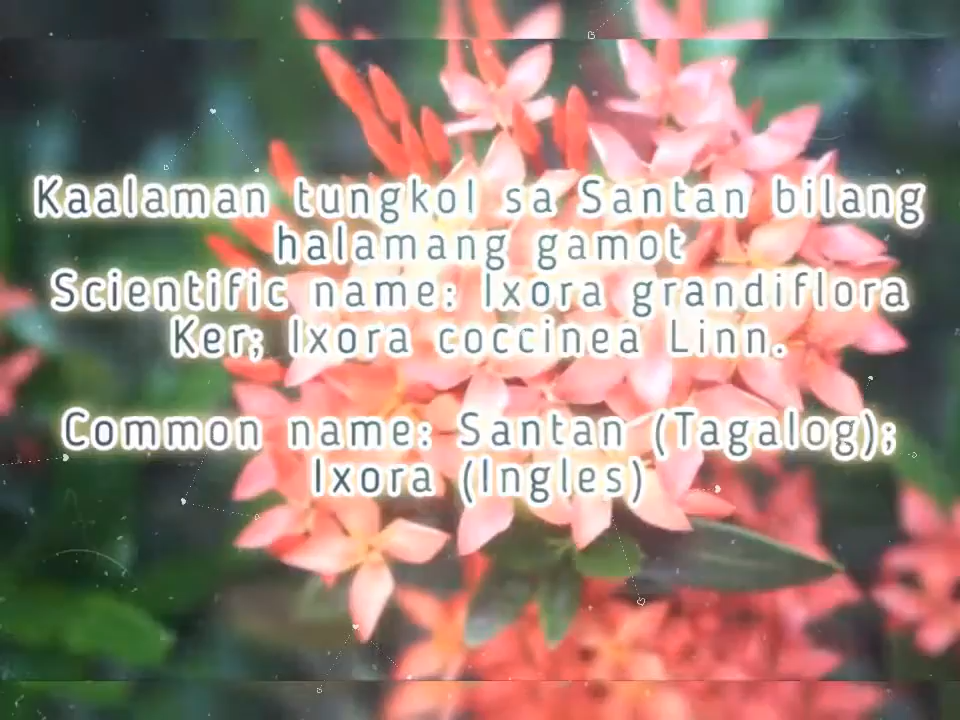 Kaalaman tungkol sa Santan bilang
halamang gamot
Scientific name: Ixora grandiflora
Ker; Ixora coccinea Linn.
Common name: Santan (Tagalog);
Ixora (Ingles)